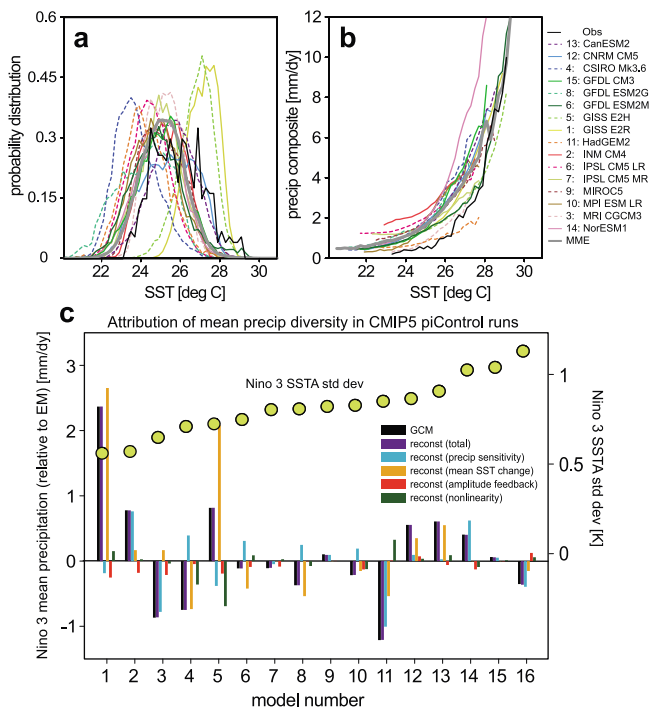 a
probability distribution
0.6
0.45
0.3
0.15
0
22 24 26 28 30
SST [deg C]
b
precip composite [mm/dy]
12
10
8
6
4
2
0
22 24 26 28 30
SST [deg C]
Obs
13: CanESM2
12: CNRM CM5
4: CSIRO Mk3.6
15: GFDL CM3
8: GFDL ESM2G
6: GFDL ESM2M
5: GISS E2H
1: GISS E2R
11: HadGEM2
2: INM CM4
6: IPSL CM5 LR
7: IPSL CM5 MR
9: MIROC5
10: MPI ESM LR
3: MRI CGCM3
14: NorESM1
MME
c
Attribution of mean precip diversity in CMIP5 piControl runs
Nino 3 mean precipitation (relative to EM) [mm/dy]
3
2
1
0
-1
Nino 3 SSTA std dev
GCM
reconst (total)
reconst (precip sensitivity)
reconst (mean SST change)
reconst (amplitude feedback)
reconst (nonlinearity)
1
0.5
0
Nino 3 SSTA std dev [K]
1 2 3 4 5 6 7 8 9 10 11 12 13 14 15 16
model number